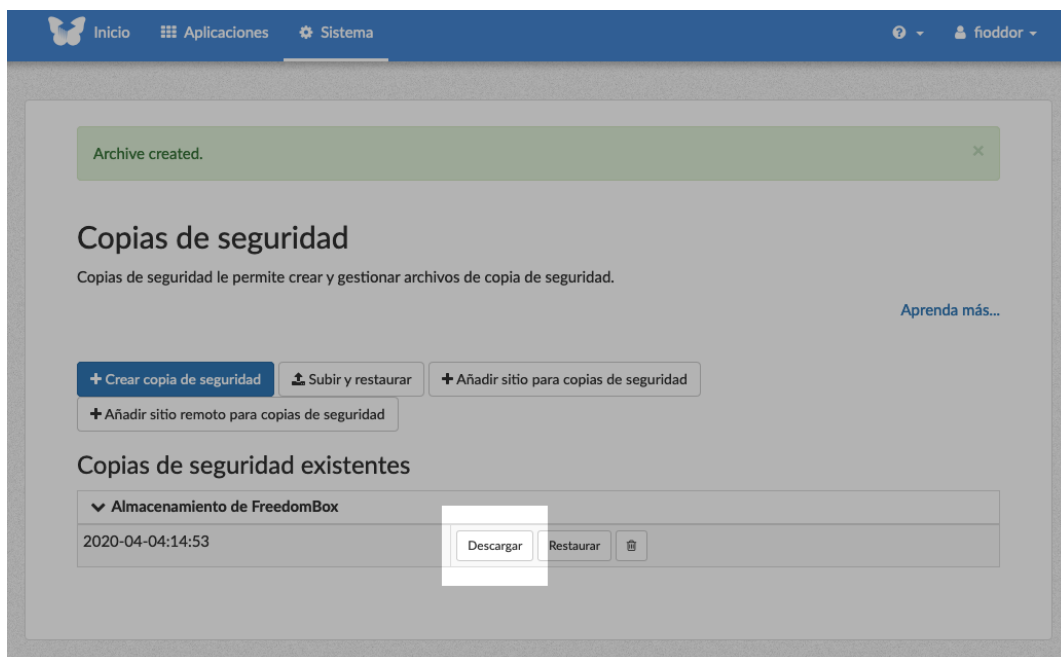 Inicio Aplicaciones Sistema fioddor
Archive created. ×
Copias de seguridad
Copias de seguridad le permite crear y gestionar archivos de copia de seguridad.
Aprenda más...
+ Crear copia de seguridad Subir y restaurar + Añadir sitio para copias de seguridad
+ Añadir sitio remoto para copias de seguridad
Copias de seguridad existentes
Almacenamiento de FreedomBox
2020-04-04:14:53 Descargar Restaurar